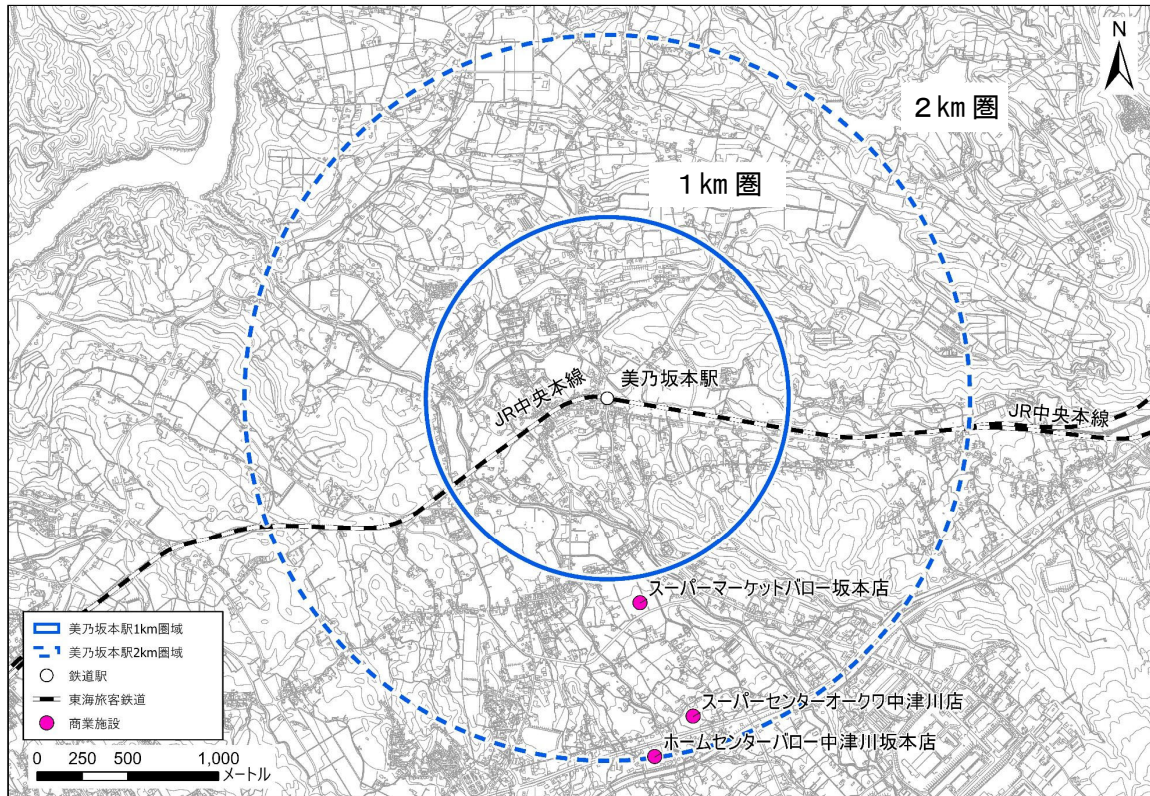 N
2km圏
1km圏
美乃坂本駅
JR中央本線
JR中央本線
スーパーマーケットバロー坂本店
スーパーセンターオークワ中津川店
ホームセンターバロー中津川坂本店
美乃坂本駅1km圏域
美乃坂本駅2km圏域
鉄道駅
東海旅客鉄道
商業施設
0 250 500 1,000
メートル